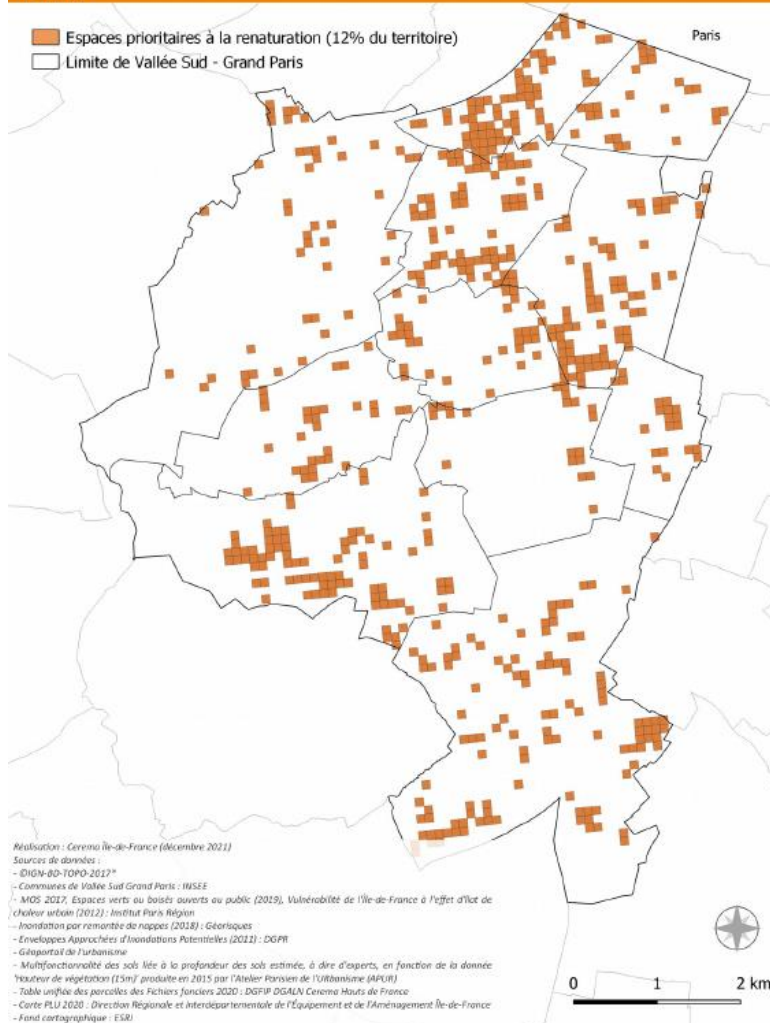 Espaces prioritaires à la renaturation (12% du territoire)
Limite de Vallée Sud - Grand Paris
Paris
Réalisation : Cerema Île-de-France (décembre 2021)
Sources de données :
- ©IGN-BD-TOPO-2017®
- Communes de Vallée Sud Grand Paris : INSEE
- MOS 2017, Espaces verts ou boisés ouverts au public (2019), Vulnérabilité de l'Île-de-France à l'effet d'îlot de
chaleur urbain (2012) : Institut Paris Région
- Inondation par remontée de nappes (2018) : Géorisques
- Enveloppes Approchées d'Inondations Potentielles (2011) : DGPR
- Géoportail de l'urbanisme
- Multifonctionnalité des sols liée à la profondeur des sols estimée, à dire d'experts, en fonction de la donnée
'Hauteur de végétation (15m)' produite en 2015 par l'Atelier Parisien de l'URbanisme (APUR)
- Table unifiée des parcelles des Fichiers fonciers 2020 : DGFIP DGALN Cerema Hauts de France
- Carte PLU 2020 : Direction Régionale et Interdépartementale de l'Équipement et de l'Aménagement Île-de-France
- Fond cartographique : ESRI
0 1 2 km